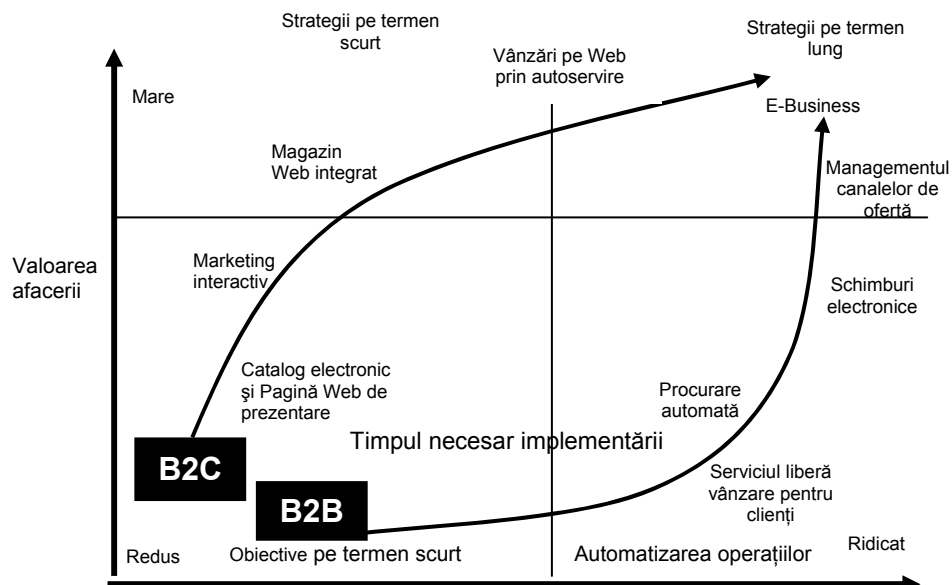 Strategii pe termen
scurt
Vânzări pe Web
prin autoservire
Strategii pe termen
lung
Mare
E-Business
Magazin
Web integrat
Managementul
canalelor de
ofertă
Marketing
interactiv
Valoarea
afacerii
Schimburi
electronice
Catalog electronic
şi Pagină Web de
prezentare
Procurare
automată
Timpul necesar implementării
B2C
Serviciul liberă
vânzare pentru
clienţi
B2B
Redus
Obiective pe termen scurt
Automatizarea operaţiilor
Ridicat